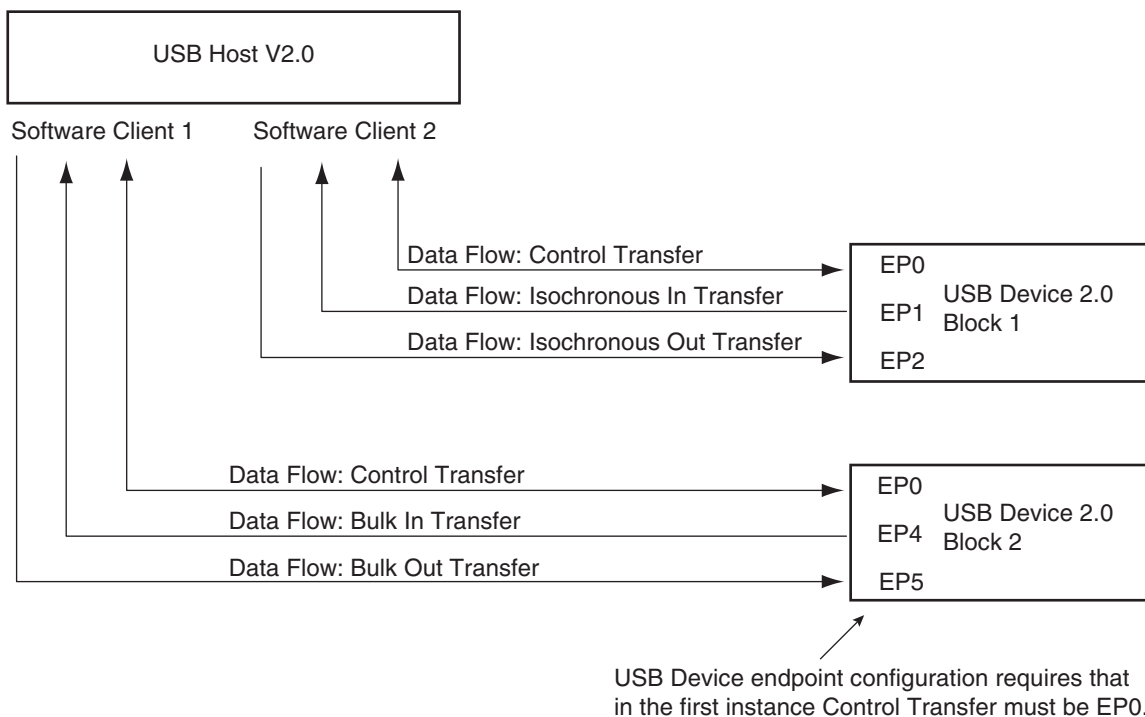 USB Host V2.0
Software Client 1
Software Client 2
Data Flow: Control Transfer
EP0
Data Flow: Isochronous In Transfer
EP1
USB Device 2.0
Block 1
Data Flow: Isochronous Out Transfer
EP2
Data Flow: Control Transfer
EP0
Data Flow: Bulk In Transfer
EP4
USB Device 2.0
Block 2
Data Flow: Bulk Out Transfer
EP5
USB Device endpoint configuration requires that
in the first instance Control Transfer must be EP0.